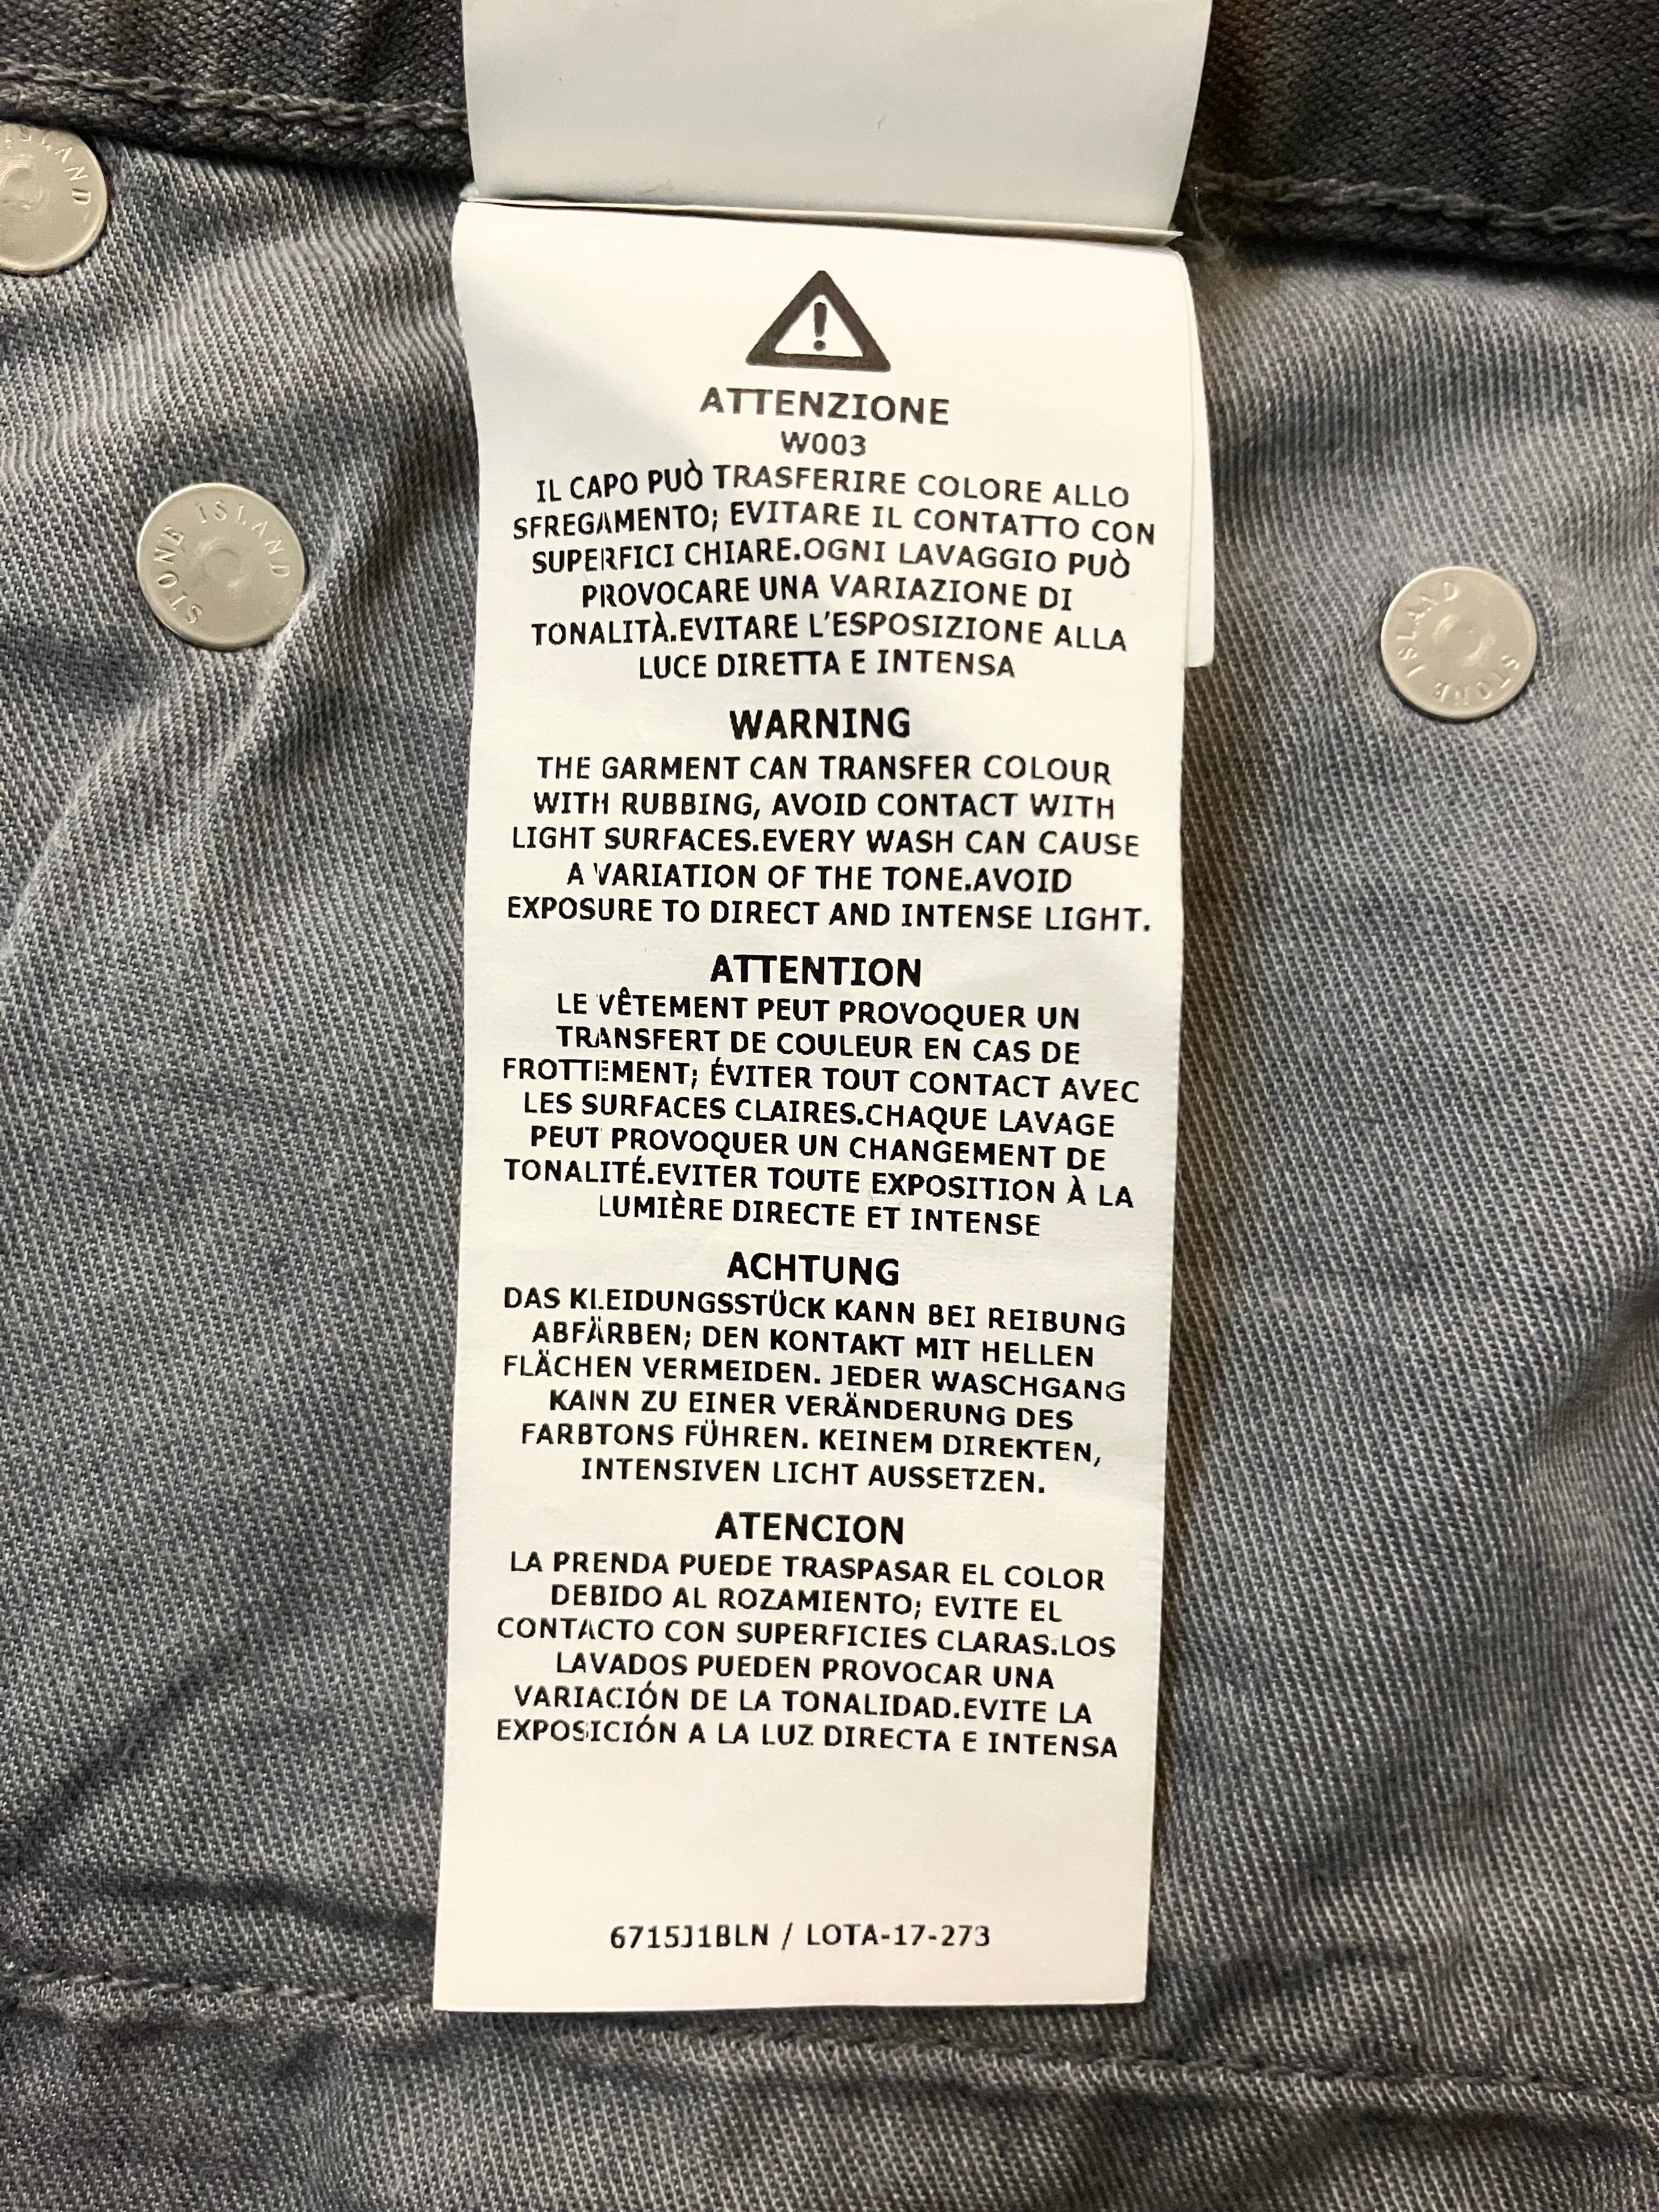 ISLAND
STONE ISLAND
STONE ISLAND
!
ATTENZIONE
W003
IL CAPO PUÒ TRASFERIRE COLORE ALLO
SFREGAMENTO; EVITARE IL CONTATTO CON
SUPERFICI CHIARE.OGNI LAVAGGIO PUÒ
PROVOCARE UNA VARIAZIONE DI
TONALITÀ.EVITARE L'ESPOSIZIONE ALLA
LUCE DIRETTA E INTENSA
WARNING
THE GARMENT CAN TRANSFER COLOUR
WITH RUBBING, AVOID CONTACT WITH
LIGHT SURFACES.EVERY WASH CAN CAUSE
A VARIATION OF THE TONE.AVOID
EXPOSURE TO DIRECT AND INTENSE LIGHT.
ATTENTION
LE VÊTEMENT PEUT PROVOQUER UN
TRANSFERT DE COULEUR EN CAS DE
FROTTEMENT; ÉVITER TOUT CONTACT AVEC
LES SURFACES CLAIRES.CHAQUE LAVAGE
PEUT PROVOQUER UN CHANGEMENT DE
TONALITÉ.EVITER TOUTE EXPOSITION À LA
LUMIÈRE DIRECTE ET INTENSE
ACHTUNG
DAS KLEIDUNGSSTÜCK KANN BEI REIBUNG
ABFÄRBEN; DEN KONTAKT MIT HELLEN
FLÄCHEN VERMEIDEN. JEDER WASCHGANG
KANN ZU EINER VERÄNDERUNG DES
FARBTONS FÜHREN. KEINEM DIREKTEN,
INTENSIVEN LICHT AUSSETZEN.
ATENCION
LA PRENDA PUEDE TRASPASAR EL COLOR
DEBIDO AL ROZAMIENTO; EVITE EL
CONTACTO CON SUPERFICIES CLARAS.LOS
LAVADOS PUEDEN PROVOCAR UNA
VARIACIÓN DE LA TONALIDAD.EVITE LA
EXPOSICIÓN A LA LUZ DIRECTA E INTENSA
6715J1BLN / LOTA-17-273